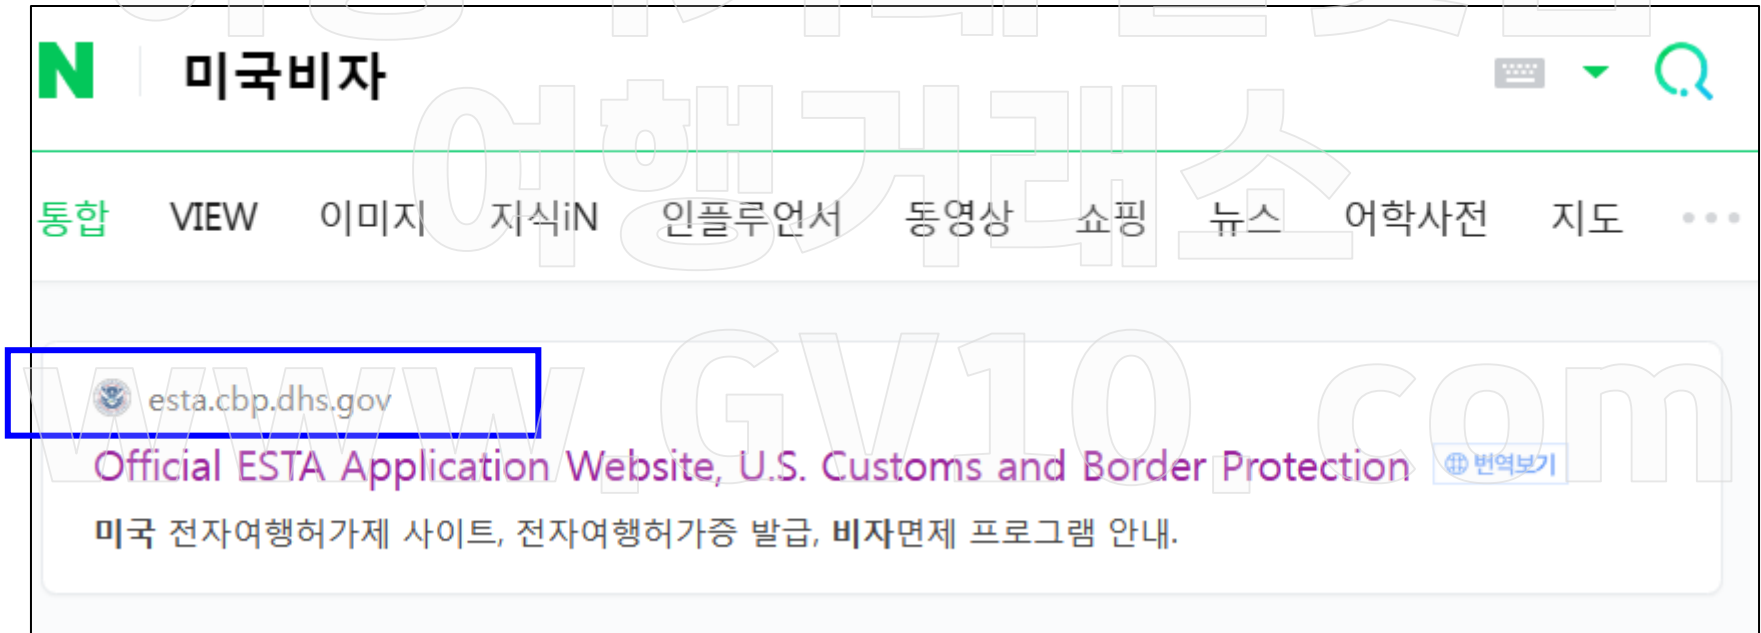 N 미국비자
통합 VIEW 이미지 지식iN 인플루언서 동영상 쇼핑 뉴스 어학사전 지도
여행거래소
esta.cbp.dhs.gov
www.GV10.com
Official ESTA Application Website, U.S. Customs and Border Protection 번역보기
미국 전자여행허가제 사이트, 전자여행허가증 발급, 비자면제 프로그램 안내.